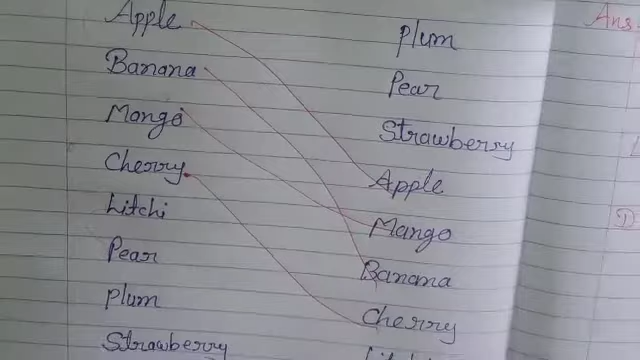 Apple
Banana
Mango
Cherry
Litchi
Pear
Plum
Strawberry
Plum
Pear
Strawberry
Apple
Mango
Banana
Cherry
Ans.